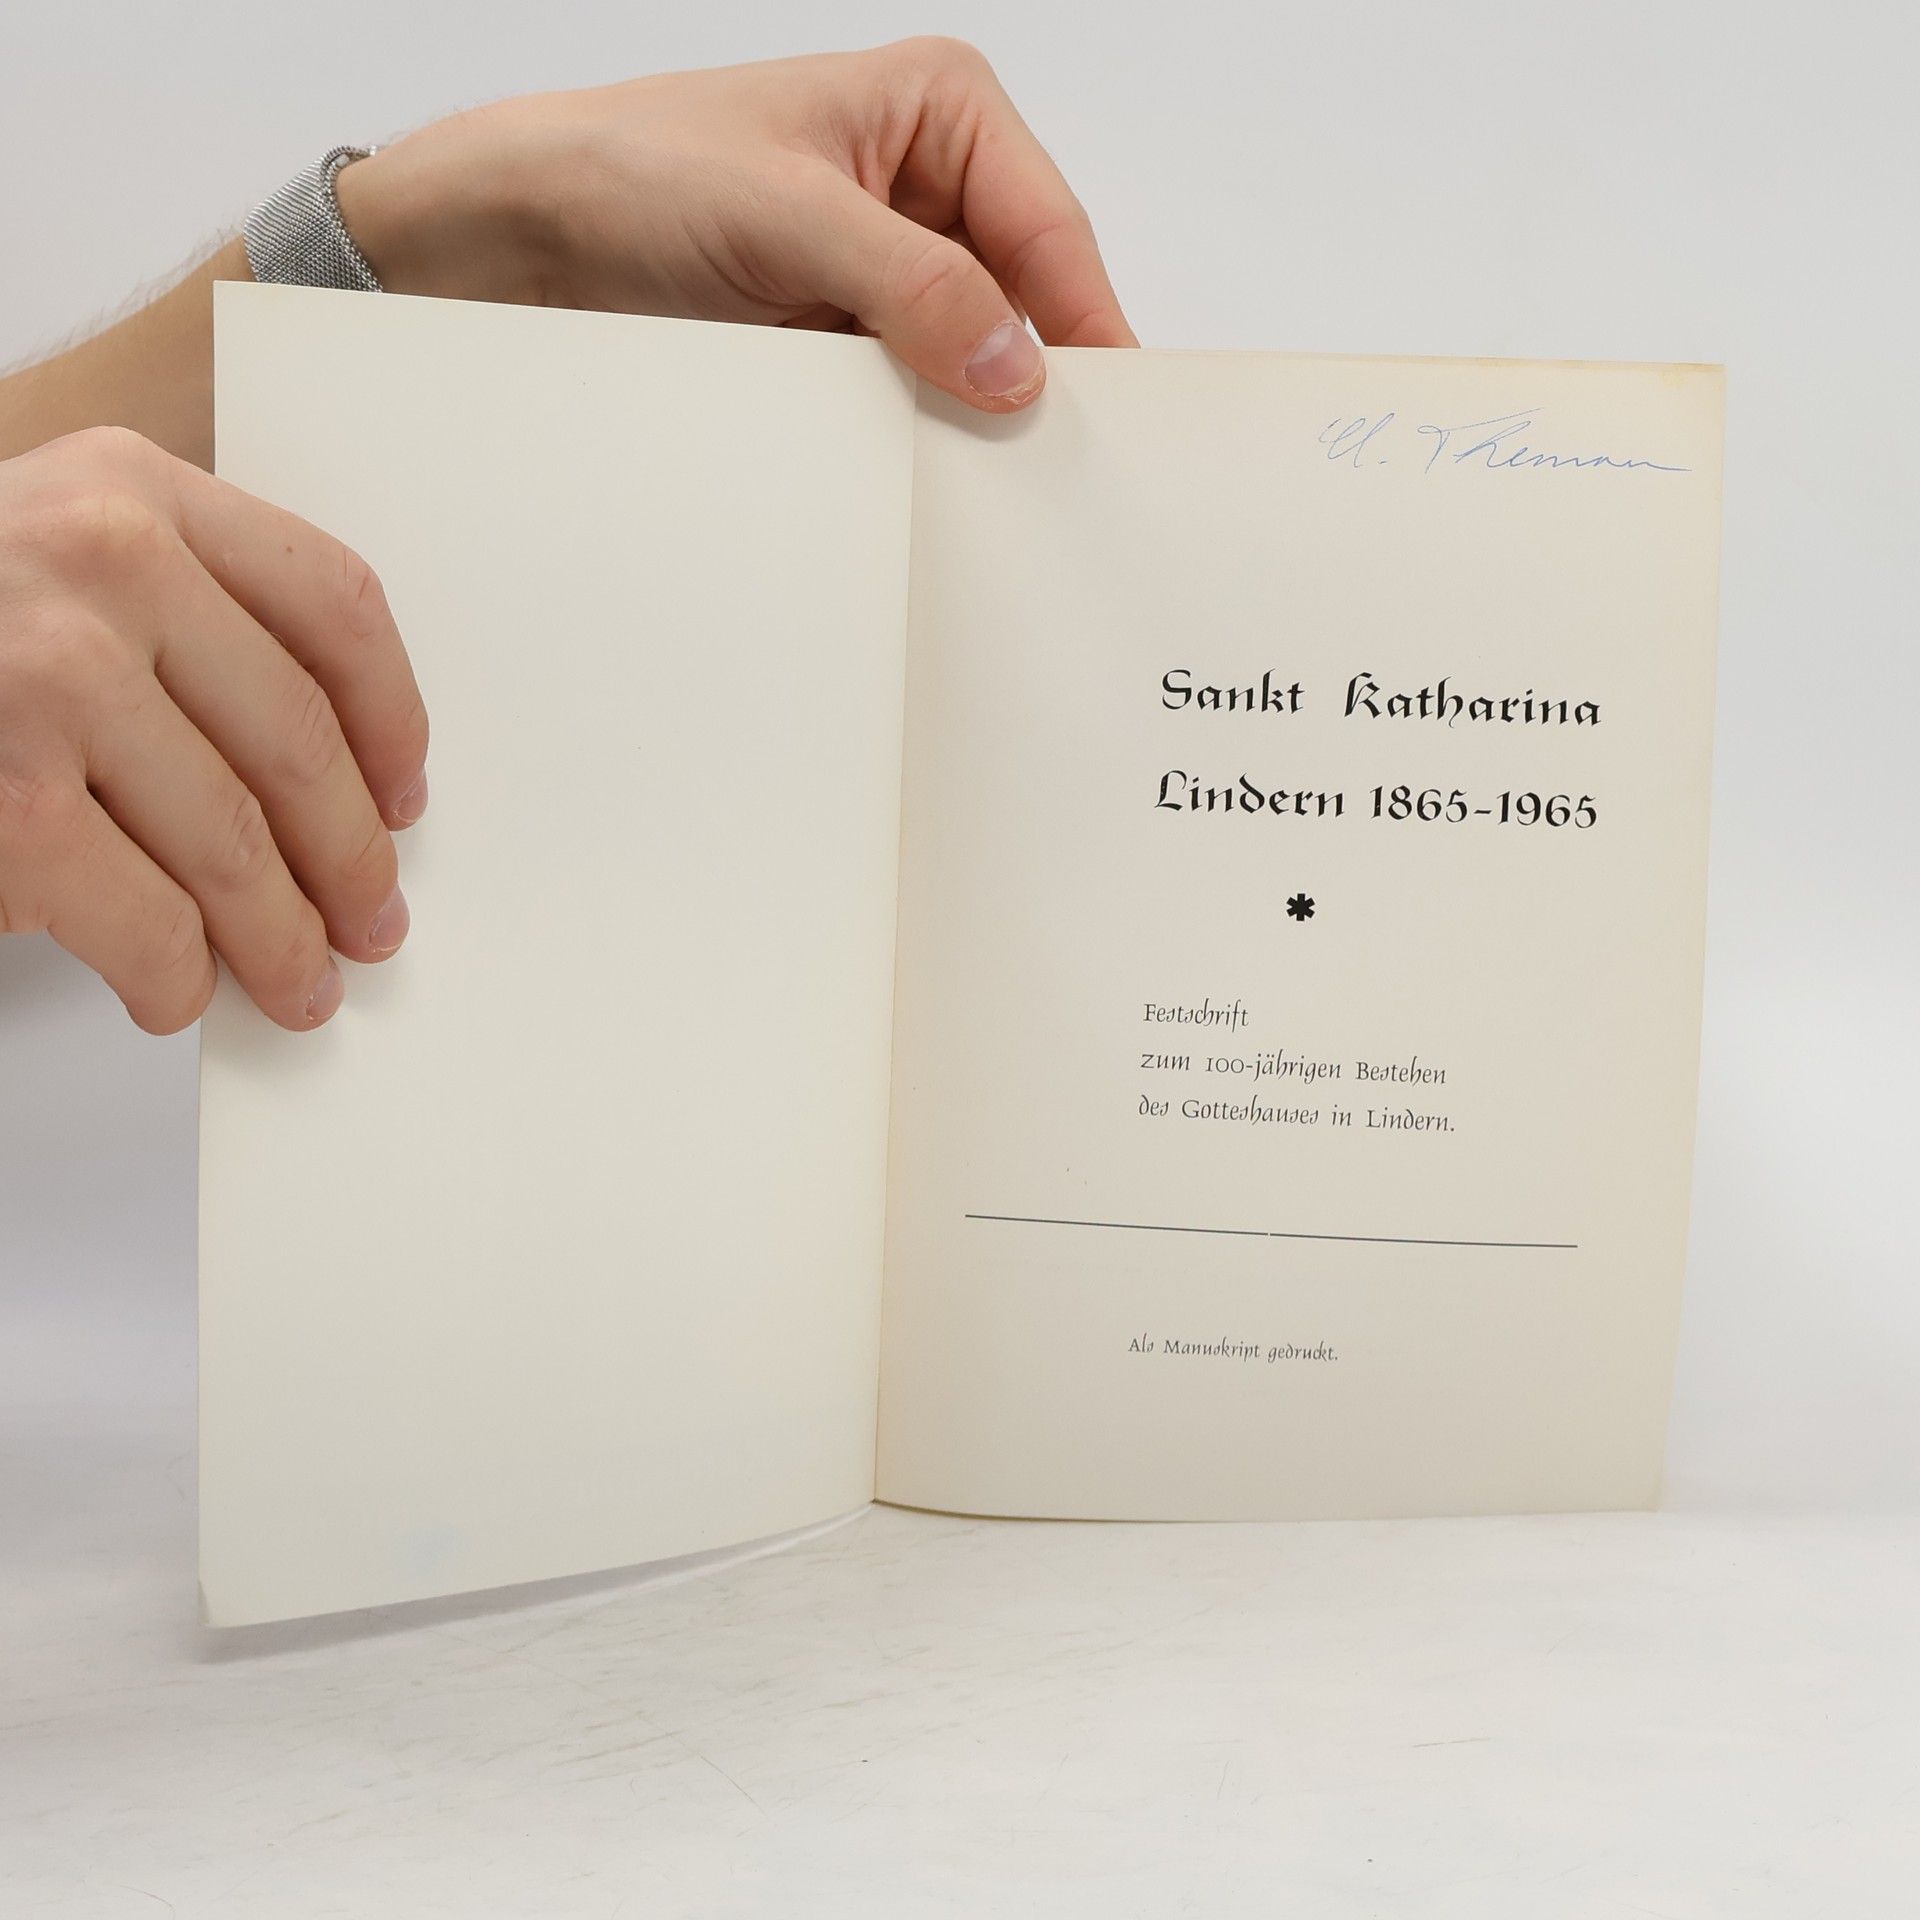 Sankt Katharina
Lindern 1865-1965
*
Festschrift
zum 100-jährigen Bestehen
des Gotteshauses in Lindern.
Als Manuskript gedruckt.